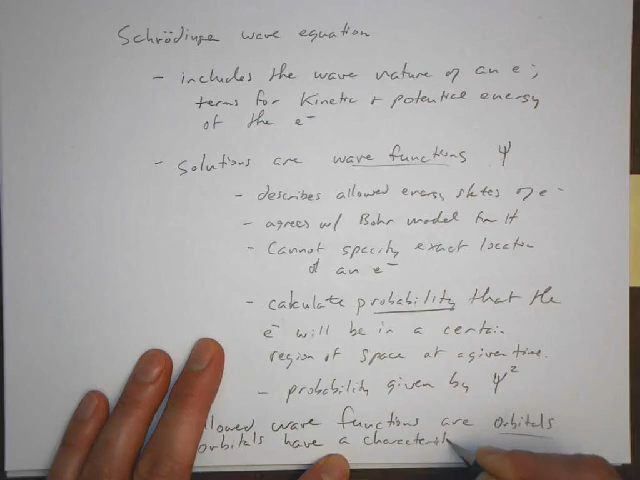 Schrödinger wave equation
- includes the wave nature of an e⁻;
terms for kinetic + potential energy
of the e⁻
- Solutions are wave functions Ψ
- describes allowed energy states of e⁻
- agrees w/ Bohr model for H
- Cannot specify exact location
of an e⁻
- calculate probability that the
e⁻ will be in a certain
region of space at a given time.
- probability given by Ψ²
llowed wave functions are orbitals
orbitals have a